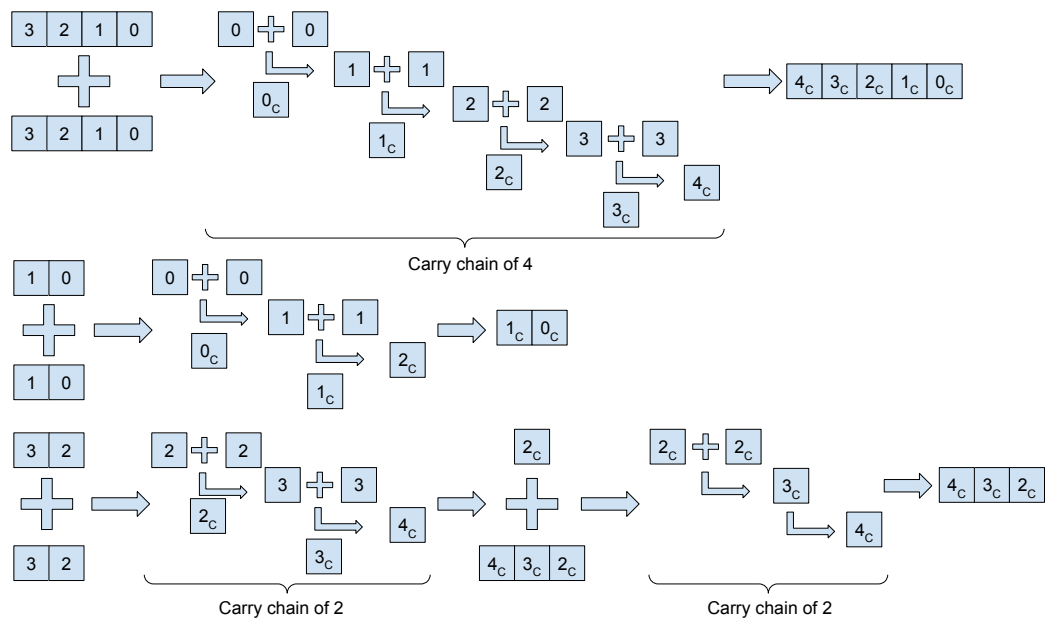 3 2 1 0 0 0
1 1
0C 4C 3C 2C 1C 0C
2 2
3 2 1 0 1C 3 3
2C 4C
3C
Carry chain of 4
1 0 0 0
1 1 1C 0C
0C 2C
1 0 1C
3 2 2 2 2C 2C 2C
3 3 3C 4C 3C 2C
2C 4C 4C
3 2 3C 4C 3C 2C
Carry chain of 2 Carry chain of 2